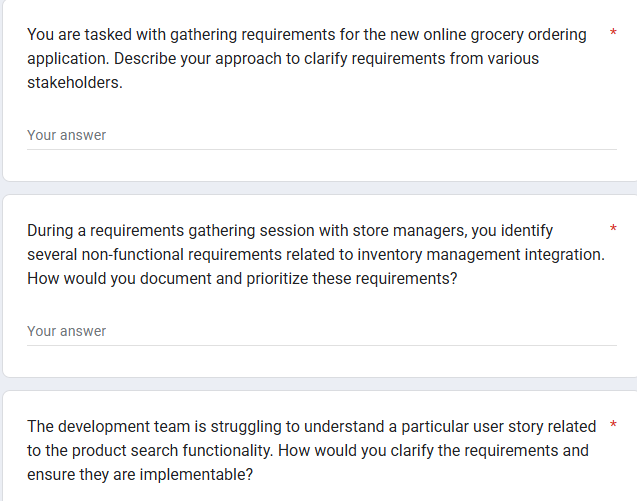 You are tasked with gathering requirements for the new online grocery ordering *
application. Describe your approach to clarify requirements from various
stakeholders.
Your answer
During a requirements gathering session with store managers, you identify *
several non-functional requirements related to inventory management integration.
How would you document and prioritize these requirements?
Your answer
The development team is struggling to understand a particular user story related *
to the product search functionality. How would you clarify the requirements and
ensure they are implementable?